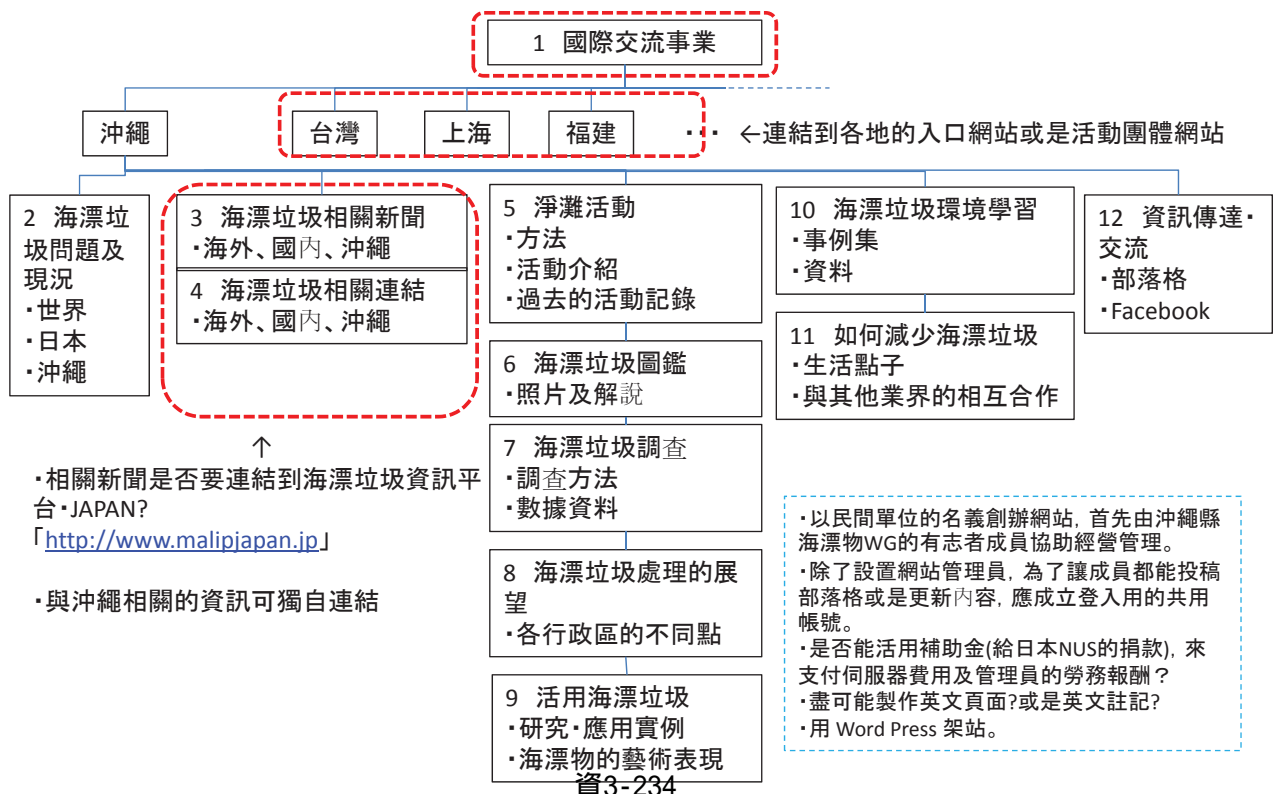 1 國際交流事業
沖繩
台灣
上海
福建
‧‧‧ ←連結到各地的入口網站或是活動團體網站
2 海漂垃
圾問題及
現況
‧世界
‧日本
‧沖繩
3 海漂垃圾相關新聞
‧海外、國内、沖繩
4 海漂垃圾相關連結
‧海外、國内、沖繩
↑
‧相關新聞是否要連結到海漂垃圾資訊平
台‧JAPAN?
「http://www.malipjapan.jp」
‧與沖繩相關的資訊可獨自連結
5 淨灘活動
‧方法
‧活動介紹
‧過去的活動記錄
6 海漂垃圾圖鑑
‧照片及解說
7 海漂垃圾調查
‧調查方法
‧數據資料
8 海漂垃圾處理的展
望
‧各行政區的不同點
9 活用海漂垃圾
‧研究‧應用實例
‧海漂物的藝術表現
10 海漂垃圾環境學習
‧事例集
‧資料
11 如何減少海漂垃圾
‧生活點子
‧與其他業界的相互合作
12 資訊傳達‧
交流
‧部落格
‧Facebook
‧以民間單位的名義創辦網站, 首先由沖繩縣
海漂物WG的有志者成員協助經營管理。
‧除了設置網站管理員, 為了讓成員都能投稿
部落格或是更新内容, 應成立登入用的共用
帳號。
‧是否能活用補助金(給日本NUS的捐款), 來
支付伺服器費用及管理員的勞務報酬？
‧盡可能製作英文頁面?或是英文註記?
‧用 Word Press 架站。
資3-234